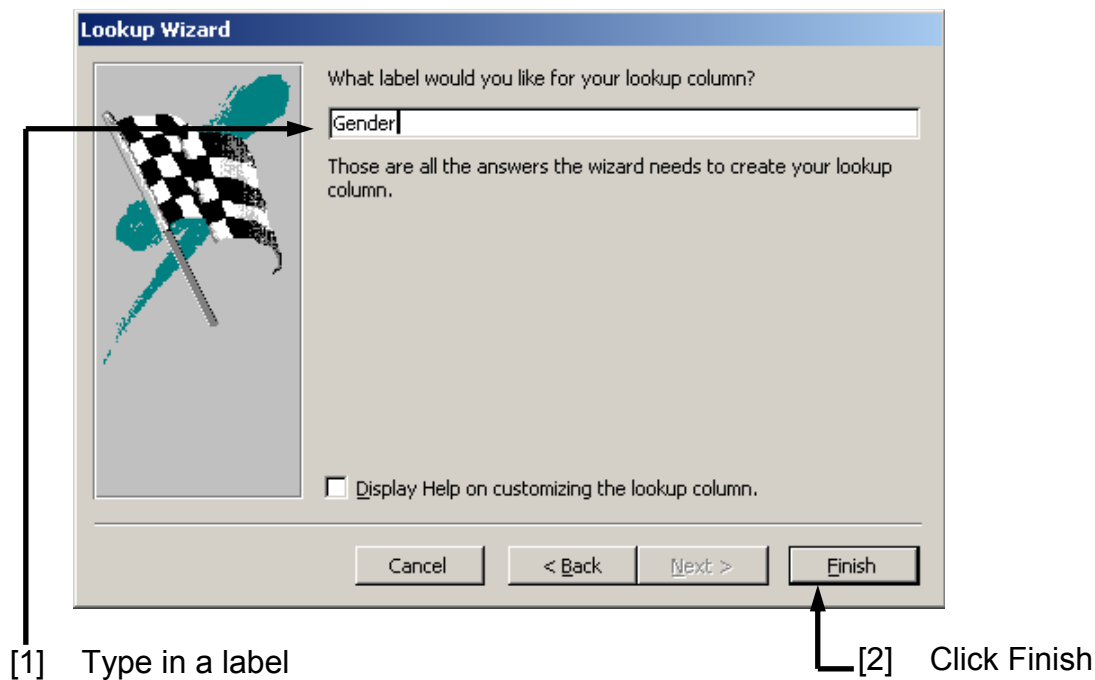 Lookup Wizard
What label would you like for your lookup column?
Gender
Those are all the answers the wizard needs to create your lookup
column.
Display Help on customizing the lookup column.
Cancel
< Back
Next >
Finish
[1] Type in a label
[2] Click Finish